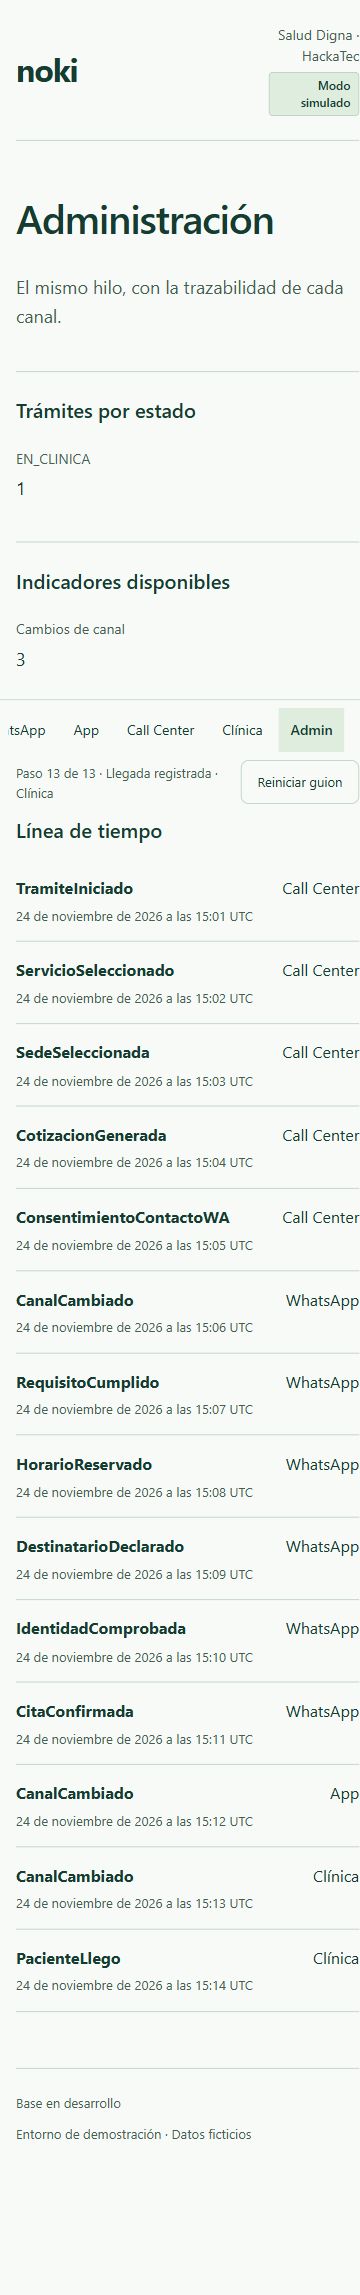 noki
Salud Digna ·
HackaTec
Modo
simulado
Administración
El mismo hilo, con la trazabilidad de cada
canal.
Trámites por estado
EN_CLINICA
1
Indicadores disponibles
Cambios de canal
3
tsApp App Call Center Clínica Admin
Paso 13 de 13 · Llegada registrada ·
Clínica
Reiniciar guion
Línea de tiempo
TramiteIniciado Call Center
24 de noviembre de 2026 a las 15:01 UTC
ServicioSeleccionado Call Center
24 de noviembre de 2026 a las 15:02 UTC
SedeSeleccionada Call Center
24 de noviembre de 2026 a las 15:03 UTC
CotizacionGenerada Call Center
24 de noviembre de 2026 a las 15:04 UTC
ConsentimientoContactoWA Call Center
24 de noviembre de 2026 a las 15:05 UTC
CanalCambiado WhatsApp
24 de noviembre de 2026 a las 15:06 UTC
RequisitoCumplido WhatsApp
24 de noviembre de 2026 a las 15:07 UTC
HorarioReservado WhatsApp
24 de noviembre de 2026 a las 15:08 UTC
DestinatarioDeclarado WhatsApp
24 de noviembre de 2026 a las 15:09 UTC
IdentidadComprobada WhatsApp
24 de noviembre de 2026 a las 15:10 UTC
CitaConfirmada WhatsApp
24 de noviembre de 2026 a las 15:11 UTC
CanalCambiado App
24 de noviembre de 2026 a las 15:12 UTC
CanalCambiado Clínica
24 de noviembre de 2026 a las 15:13 UTC
PacienteLlego Clínica
24 de noviembre de 2026 a las 15:14 UTC
Base en desarrollo
Entorno de demostración · Datos ficticios